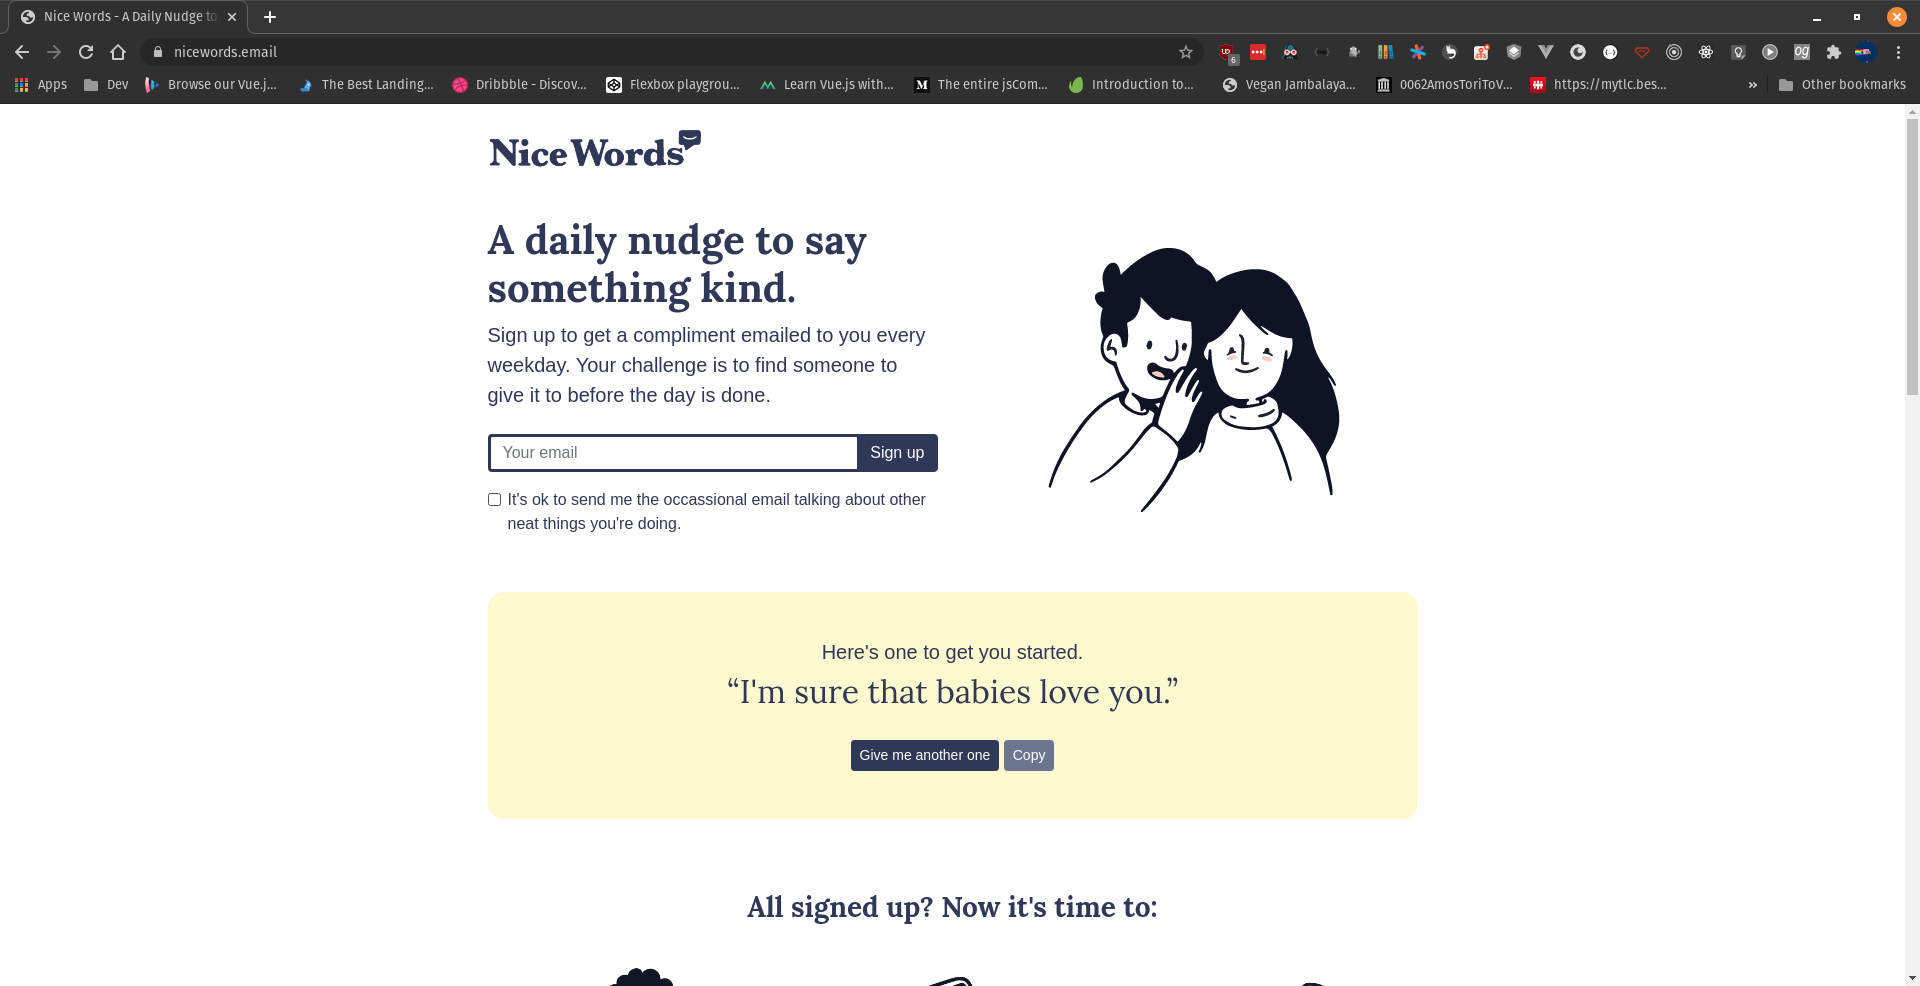 Nice Words - A Daily Nudge to
nicewords.email
6
Apps
Dev
Browse our Vue.j...
The Best Landing...
Dribbble - Discov...
Flexbox playgrou...
Learn Vue.js with...
The entire jsCom...
Introduction to...
Vegan Jambalaya...
0062AmosToriToV...
https://mytlc.bes...
»
Other bookmarks
Nice Words
A daily nudge to say
something kind.
Sign up to get a compliment emailed to you every
weekday. Your challenge is to find someone to
give it to before the day is done.
Your email
Sign up
It's ok to send me the occassional email talking about other
neat things you're doing.
Here's one to get you started.
“I'm sure that babies love you.”
Give me another one
Copy
All signed up? Now it's time to: